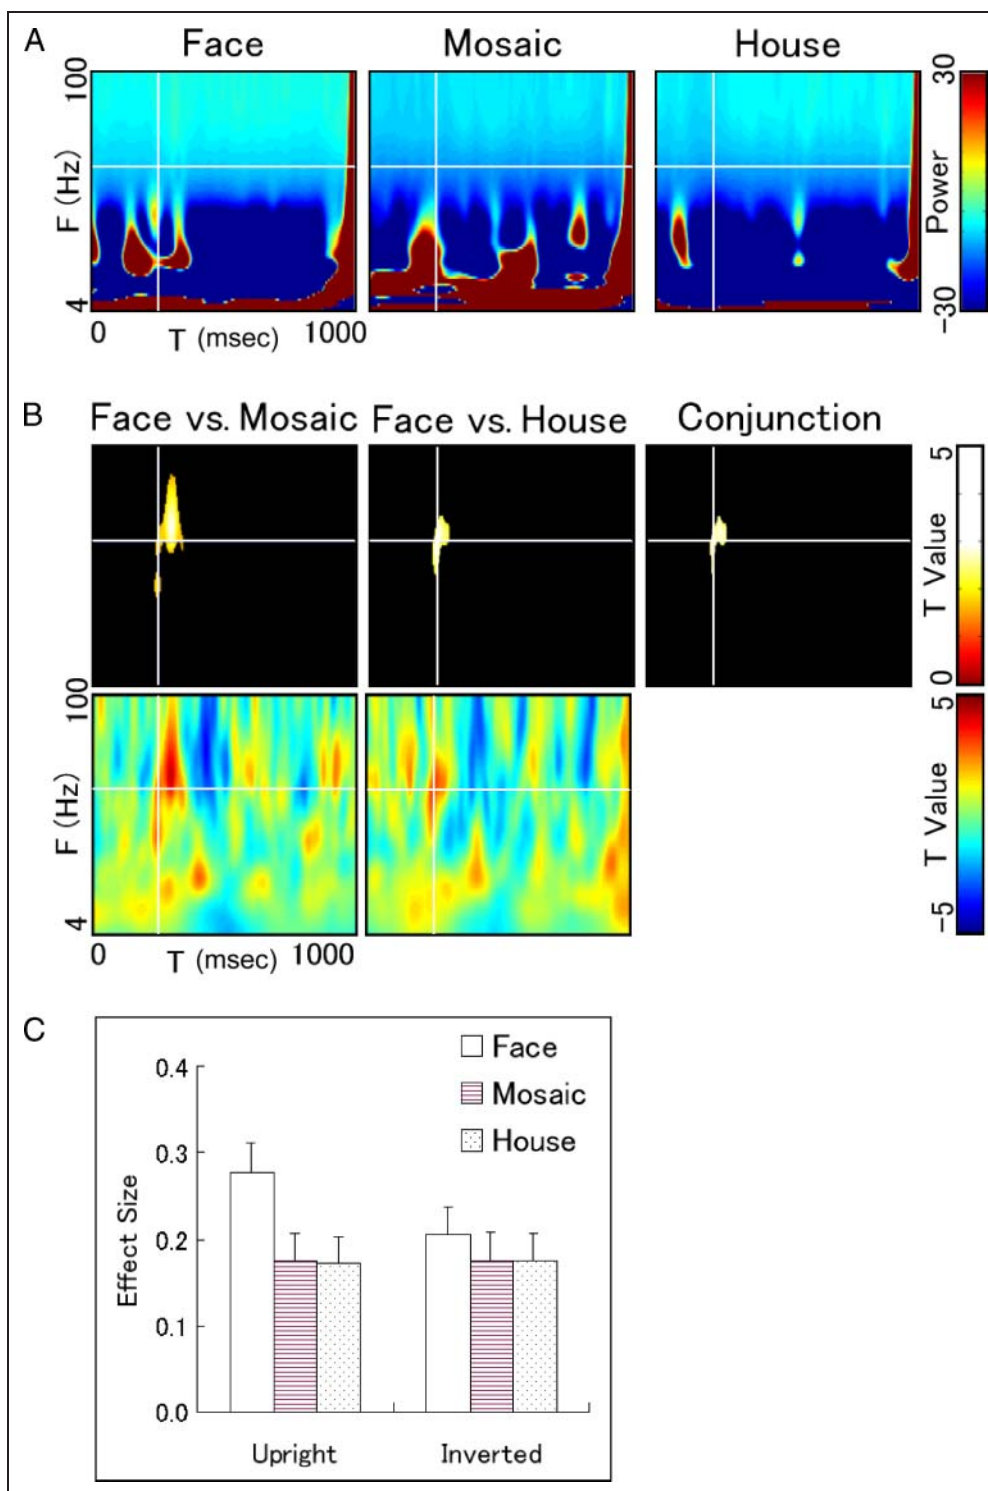 A
Face Mosaic House
100
F (Hz)
4
0 T (msec) 1000
30
Power
-30
B
Face vs. Mosaic Face vs. House Conjunction
5
T Value
0
100
F (Hz)
4
0 T (msec) 1000
5
T Value
-5
C
Face
Mosaic
House
0.4
0.3
0.2
0.1
0.0
Effect Size
Upright Inverted